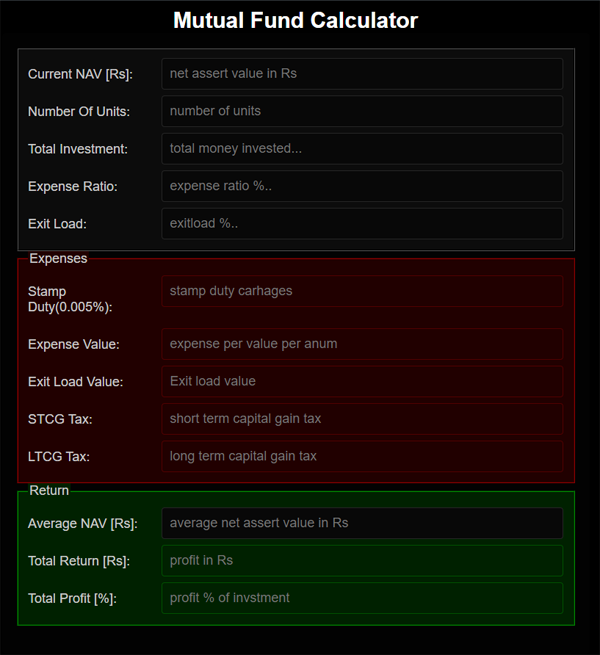 Mutual Fund Calculator
Current NAV [Rs]: net assert value in Rs
Number Of Units: number of units
Total Investment: total money invested...
Expense Ratio: expense ratio %..
Exit Load: exitload %..
Expenses
Stamp stamp duty carhages
Duty(0.005%):
Expense Value: expense per value per anum
Exit Load Value: Exit load value
STCG Tax: short term capital gain tax
LTCG Tax: long term capital gain tax
Return
Average NAV [Rs]: average net assert value in Rs
Total Return [Rs]: profit in Rs
Total Profit [%]: profit % of invstment